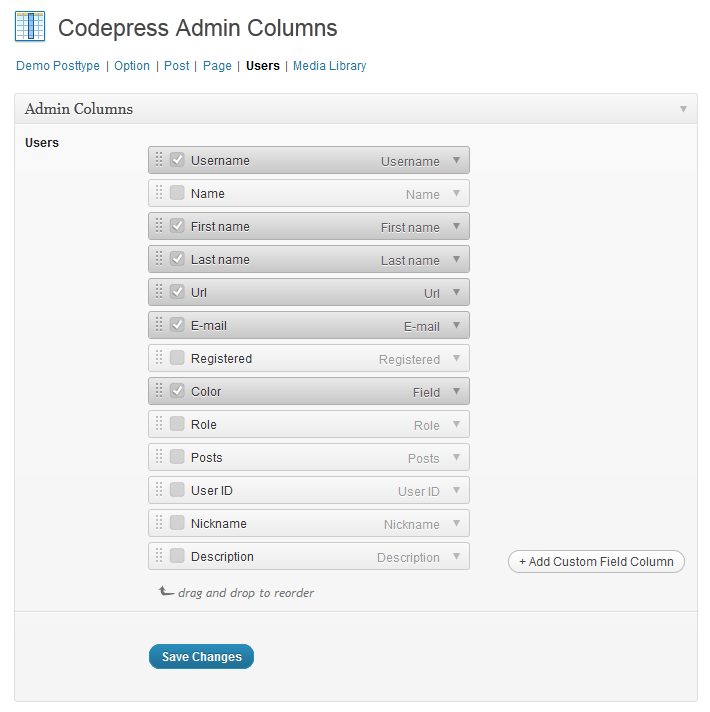 Codepress Admin Columns
Demo Posttype | Option | Post | Page | Users | Media Library
Admin Columns
Users
Username Username
Name Name
First name First name
Last name Last name
Url Url
E-mail E-mail
Registered Registered
Color Field
Role Role
Posts Posts
User ID User ID
Nickname Nickname
Description Description
+ Add Custom Field Column
drag and drop to reorder
Save Changes